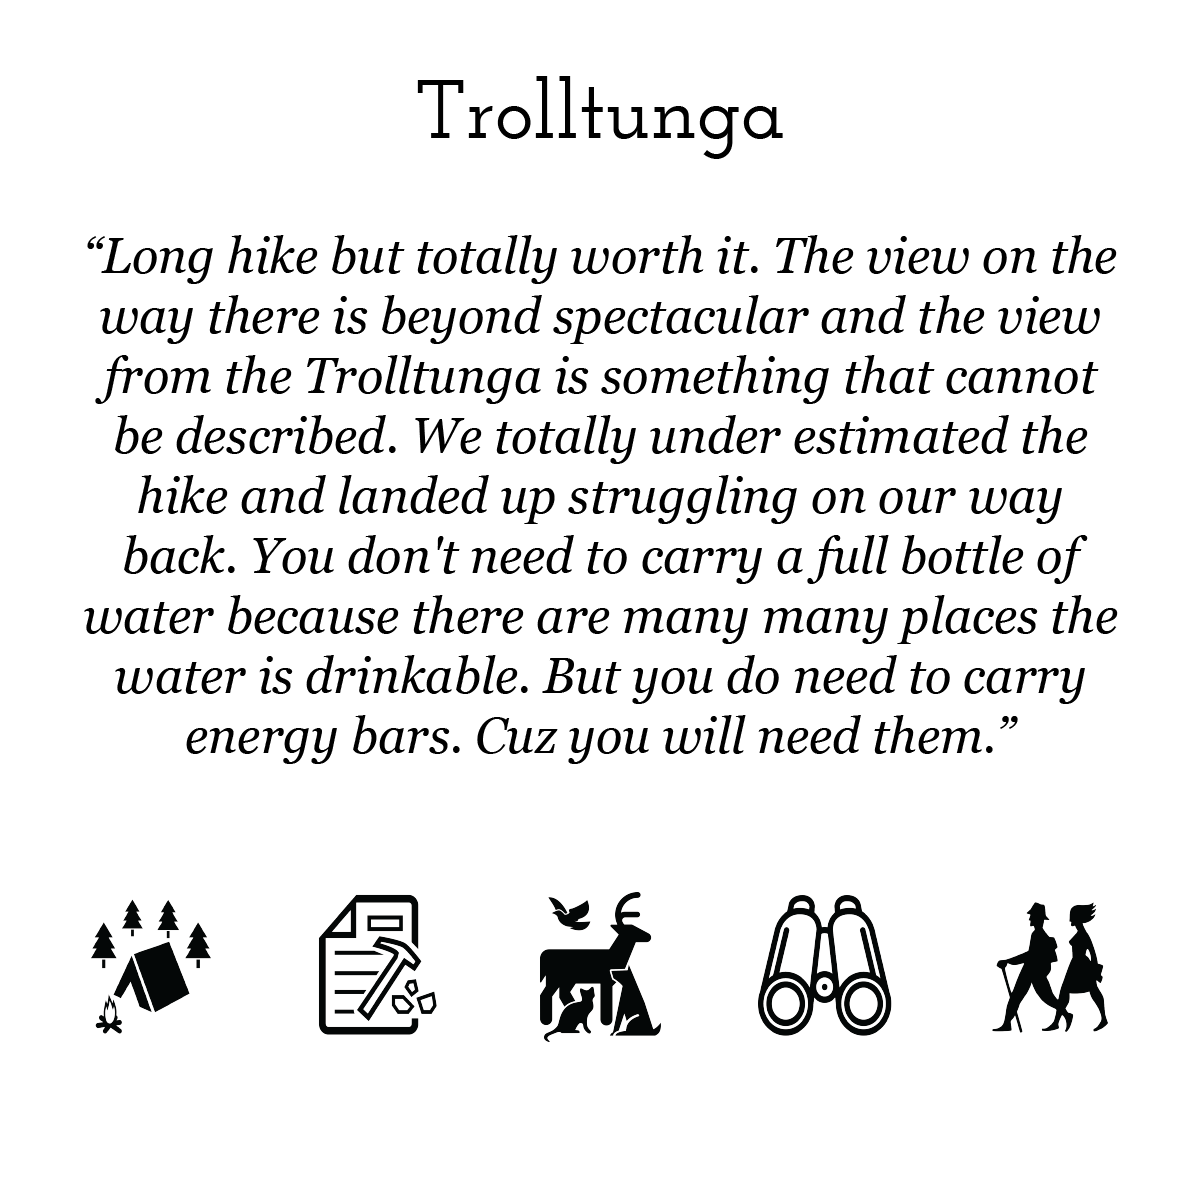 Trolltunga
“Long hike but totally worth it. The view on the
way there is beyond spectacular and the view
from the Trolltunga is something that cannot
be described. We totally under estimated the
hike and landed up struggling on our way
back. You don't need to carry a full bottle of
water because there are many many places the
water is drinkable. But you do need to carry
energy bars. Cuz you will need them.”